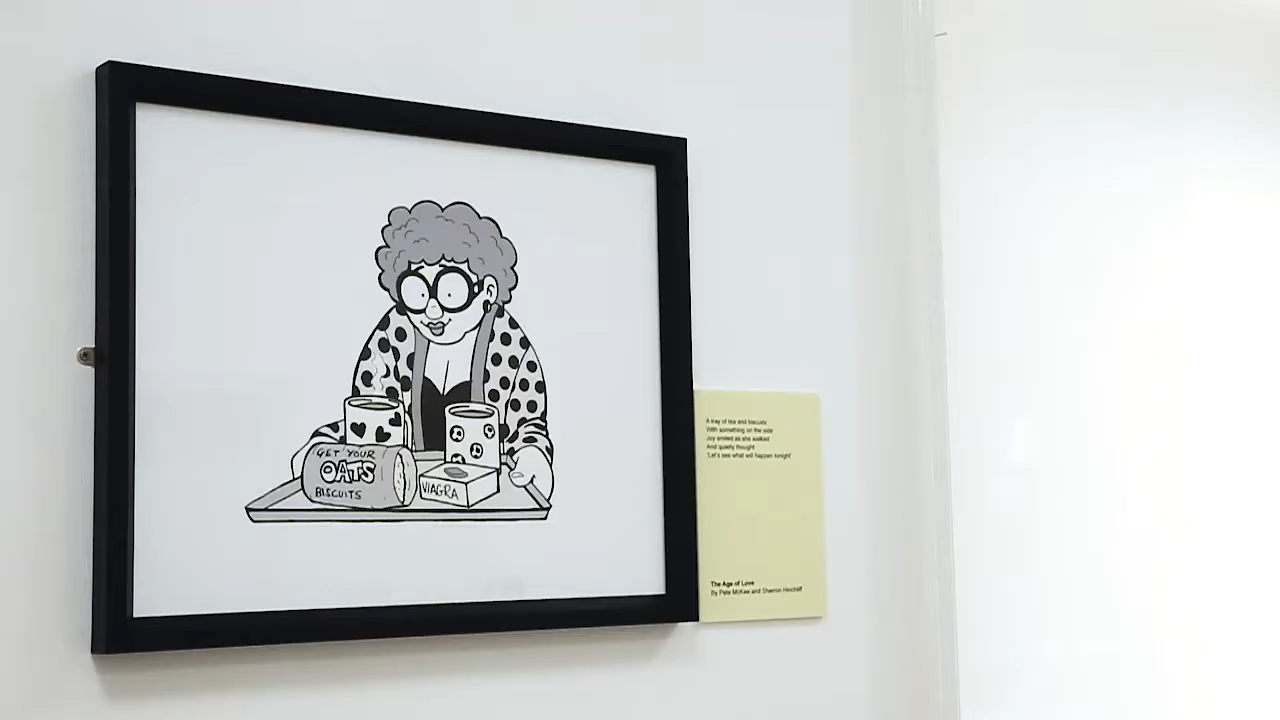 GET YOUR
OATS
BISCUITS
VIAGRA
A tray of tea and biscuits
With something on the side
Joy smiled as she walked
And quietly thought
'Let's see what will happen tonight'
The Age of Love
By Pete McKee and Sharron Hinchliff